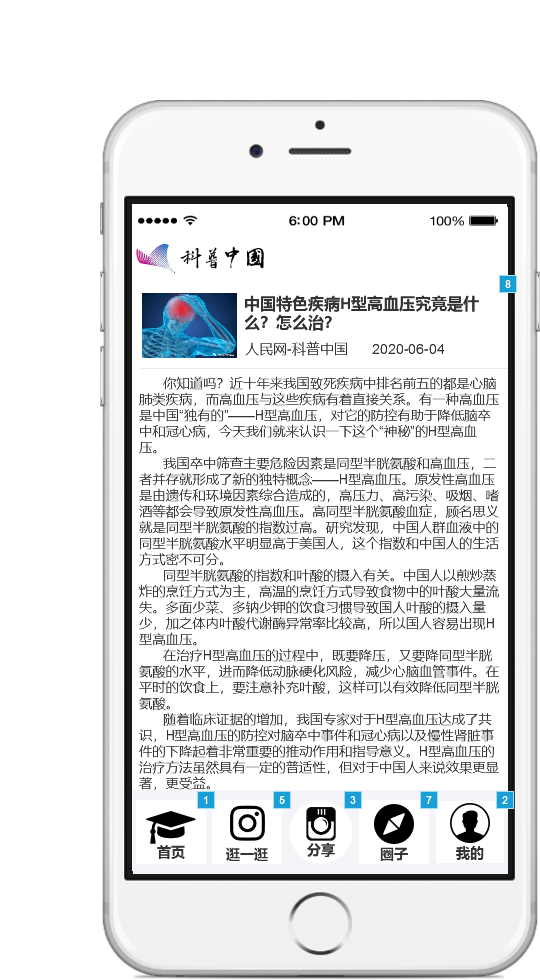 6:00 PM
100%
科普中國
8
中国特色疾病H型高血压究竟是什
么？怎么治？
人民网-科普中国 2020-06-04
你知道吗？近十年来我国致死疾病中排名前五的都是心脑
肺类疾病，而高血压与这些疾病有着直接关系。有一种高血压
是中国“独有的”——H型高血压，对它的防控有助于降低脑卒
中和冠心病，今天我们就来认识一下这个“神秘”的H型高血
压。
我国卒中筛查主要危险因素是同型半胱氨酸和高血压，二
者并存就形成了新的独特概念——H型高血压。原发性高血压
是由遗传和环境因素综合造成的，高压力、高污染、吸烟、嗜
酒等都会导致原发性高血压。高同型半胱氨酸血症，顾名思义
就是同型半胱氨酸的指数过高。研究发现，中国人群血液中的
同型半胱氨酸水平明显高于美国人，这个指数和中国人的生活
方式密不可分。
同型半胱氨酸的指数和叶酸的摄入有关。中国人以煎炒蒸
炸的烹饪方式为主，高温的烹饪方式导致食物中的叶酸大量流
失。多面少菜、多钠少钾的饮食习惯导致国人叶酸的摄入量
少，加之体内叶酸代谢酶异常率比较高，所以国人容易出现H
型高血压。
在治疗H型高血压的过程中，既要降压，又要降同型半胱
氨酸的水平，进而降低动脉硬化风险，减少心脑血管事件。在
平时的饮食上，要注意补充叶酸，这样可以有效降低同型半胱
氨酸。
随着临床证据的增加，我国专家对于H型高血压达成了共
识，H型高血压的防控对脑卒中事件和冠心病以及慢性肾脏事
件的下降起着非常重要的推动作用和指导意义。H型高血压的
治疗方法虽然具有一定的普适性，但对于中国人来说效果更显
著，更受益。
1 5 3 7 2
首页 逛一逛 分享 圈子 我的